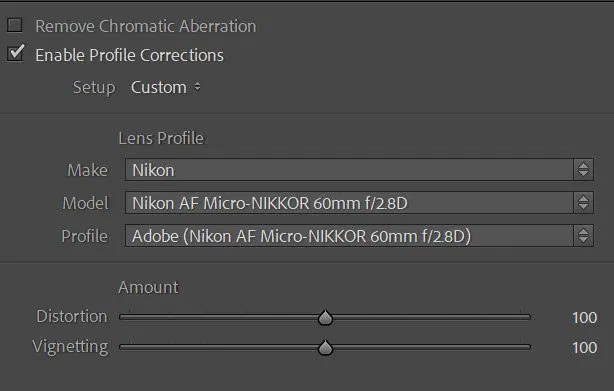 Remove Chromatic Aberration
Enable Profile Corrections
Setup Custom
Lens Profile
Make Nikon
Model Nikon AF Micro-NIKKOR 60mm f/2.8D
Profile Adobe (Nikon AF Micro-NIKKOR 60mm f/2.8D)
Amount
Distortion 100
Vignetting 100